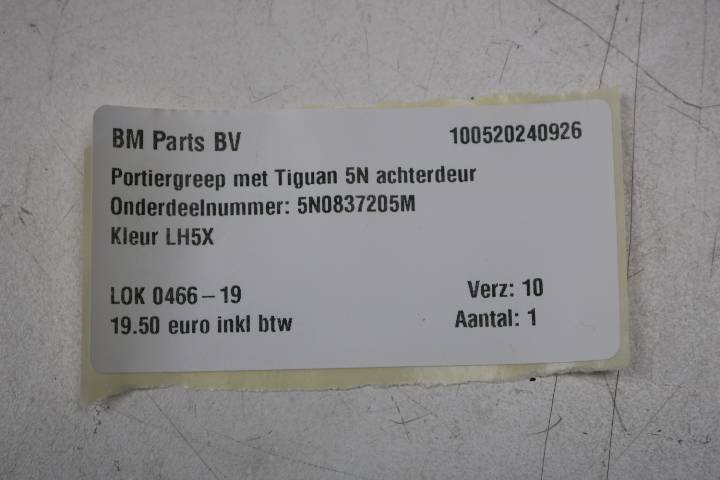 BM Parts BV 100520240926
Portiergreep met Tiguan 5N achterdeur
Onderdeelnummer: 5N0837205M
Kleur LH5X
LOK 0466-19 Verz: 10
19.50 euro inkl btw Aantal: 1